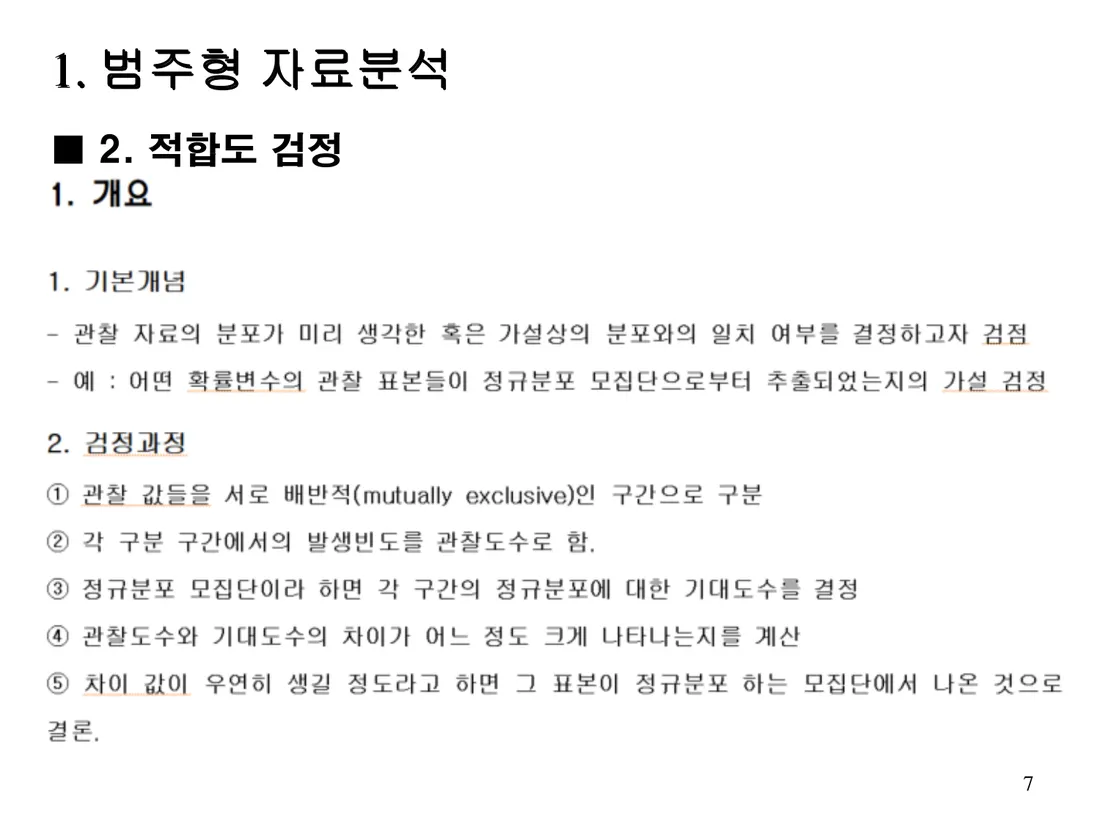 1. 범주형 자료분석
■ 2. 적합도 검정
1. 개요
1. 기본개념
- 관찰 자료의 분포가 미리 생각한 혹은 가설상의 분포와의 일치 여부를 결정하고자 검점
- 예 : 어떤 확률변수의 관찰 표본들이 정규분포 모집단으로부터 추출되었는지의 가설 검정
2. 검정과정
① 관찰 값들을 서로 배반적(mutually exclusive)인 구간으로 구분
② 각 구분 구간에서의 발생빈도를 관찰도수로 함.
③ 정규분포 모집단이라 하면 각 구간의 정규분포에 대한 기대도수를 결정
④ 관찰도수와 기대도수의 차이가 어느 정도 크게 나타나는지를 계산
⑤ 차이 값이 우연히 생길 정도라고 하면 그 표본이 정규분포 하는 모집단에서 나온 것으로
결론.
7